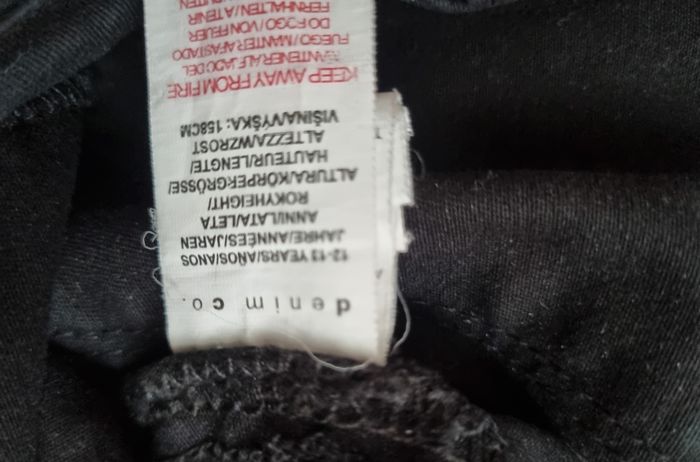 denim co.
12-13 YEARS/AÑOS/ANOS
JAHRE/ANNÉES/JAREN
ANNI/LATA/LETA
ROKY/HEIGHT/
ALTURA/KÖRPERGRÖSSE/
HAUTEUR/LENGTE/
ALTEZZA/WZROST
VIŠINA/VÝŠKA: 158CM
KEEP AWAY FROM FIRE
MANTENER ALEJADO DEL
FUEGO/MANTER AFASTADO
DO FOGO/VON FEUER
FERNHALTEN/A TENIR